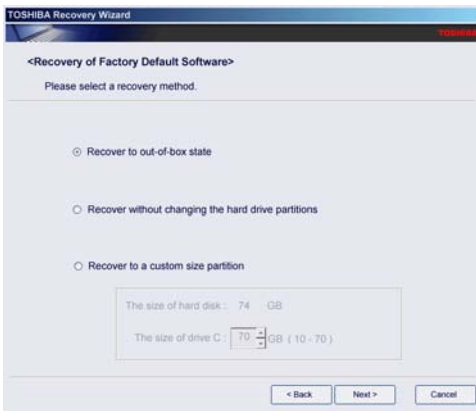 TOSHIBA Recovery Wizard
TOSHIBA
<Recovery of Factory Default Software>
Please select a recovery method.
Recover to out-of-box state
Recover without changing the hard drive partitions
Recover to a custom size partition
The size of hard disk : 74 GB
The size of drive C : 70 GB ( 10 - 70 )
< Back Next > Cancel